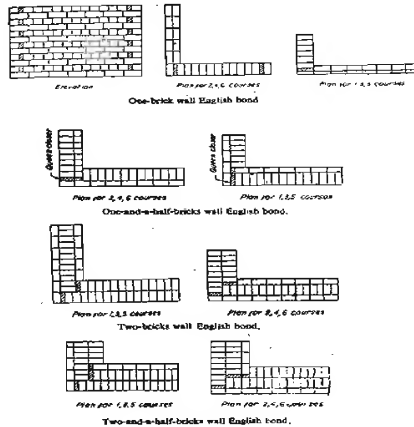 Elevation
Plan for 2,4,6 courses
Plan for 1,3,5 courses
One-brick wall English bond
Queen closer
Queen closer
Plan for 2,4,6 courses
Plan for 1,3,5 courses
One-and-a-half-bricks wall English bond.
Plan for 1,3,5 courses
Plan for 2,4,6 courses
Two-bricks wall English bond.
Plan for 1,3,5 courses
Plan for 2,4,6 courses
Two-and-a-half-bricks wall English bond.